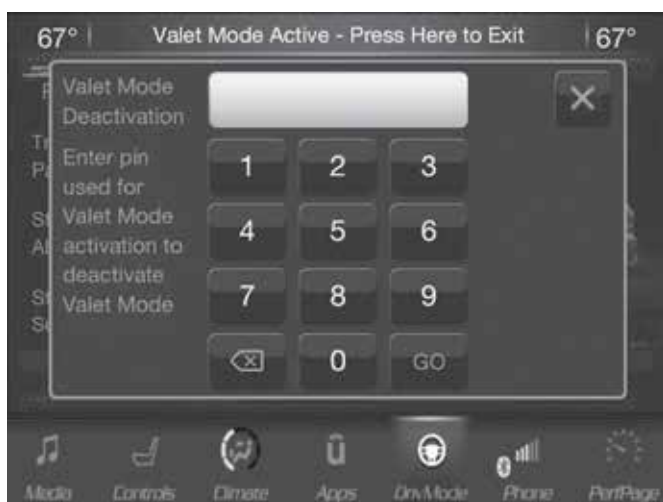 67° Valet Mode Active - Press Here to Exit 67°
Valet Mode
Deactivation
Enter pin
used for
Valet Mode
activation to
deactivate
Valet Mode
1 2 3
4 5 6
7 8 9
0 GO
Media Controls Climate Apps DrvMode Phone PerfPage